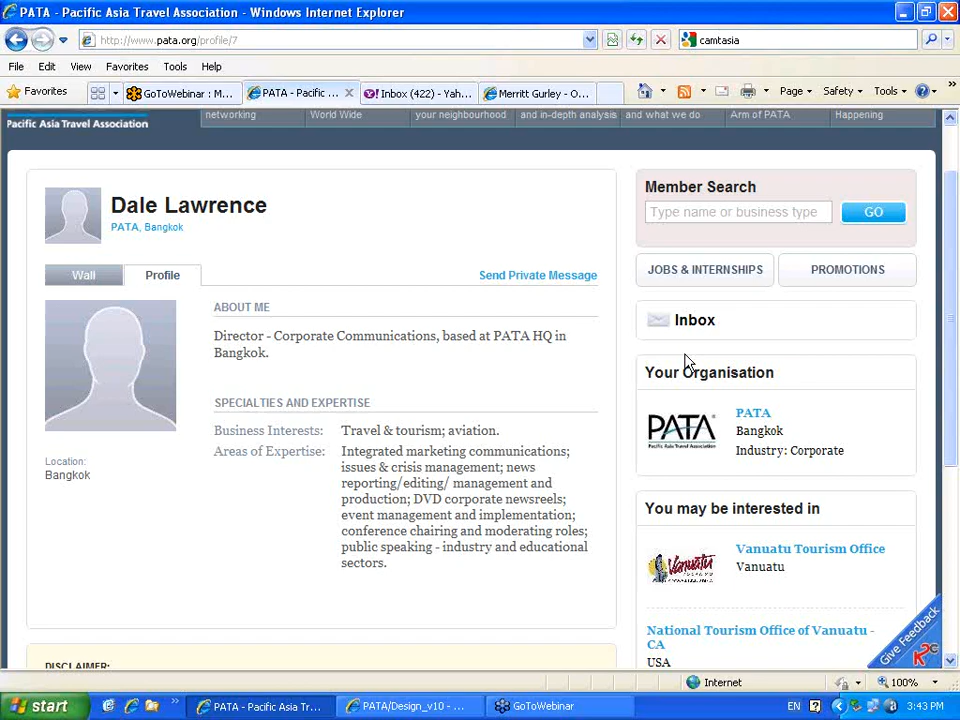 PATA - Pacific Asia Travel Association - Windows Internet Explorer
http://www.pata.org/profile/7
camtasia
File Edit View Favorites Tools Help
Favorites
GoToWebinar : M...
PATA - Pacific ...
Inbox (422) - Yah...
Merritt Gurley - O...
Page Safety Tools
Pacific Asia Travel Association
networking
World Wide
your neighbourhood
and in-depth analysis
and what we do
Arm of PATA
Happening
Dale Lawrence
PATA, Bangkok
Wall
Profile
Send Private Message
ABOUT ME
Director - Corporate Communications, based at PATA HQ in
Bangkok.
SPECIALTIES AND EXPERTISE
Business Interests: Travel & tourism; aviation.
Areas of Expertise: Integrated marketing communications;
issues & crisis management; news
reporting/editing/ management and
production; DVD corporate newsreels;
event management and implementation;
conference chairing and moderating roles;
public speaking - industry and educational
sectors.
Location:
Bangkok
DISCLAIMER:
Member Search
Type name or business type
GO
JOBS & INTERNSHIPS
PROMOTIONS
Inbox
Your Organisation
PATA
Pacific Asia Travel Association
PATA
Bangkok
Industry: Corporate
You may be interested in
Vanuatu
Vanuatu Tourism Office
Vanuatu
National Tourism Office of Vanuatu -
CA
USA
Give Feedback
Internet
100%
start
PATA - Pacific Asia Tr...
PATA/Design_v10 - ...
GoToWebinar
EN
3:43 PM